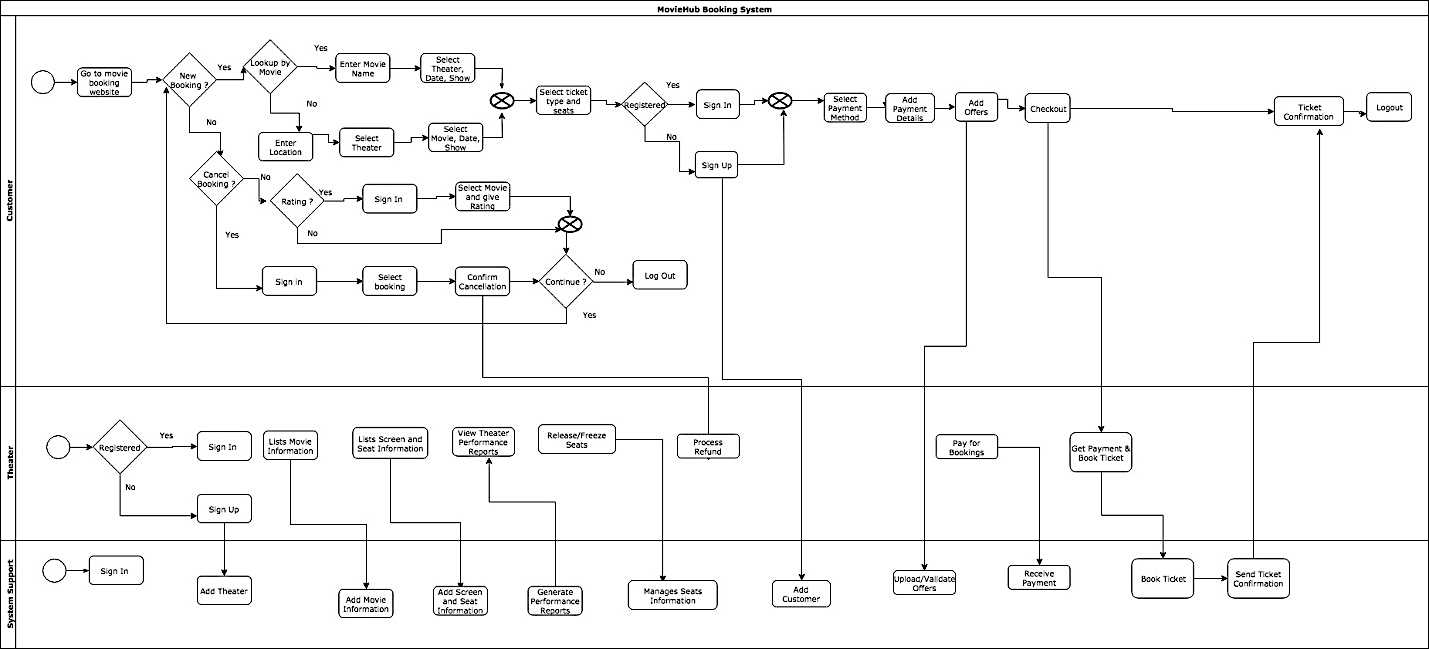 MovieHub Booking System
Customer
Go to movie
booking
website
New
Booking ?
Yes
No
Lookup by
Movie
Yes
No
Enter Movie
Name
Select
Theater,
Date, Show
Enter
Location
Select
Theater
Select
Movie, Date,
Show
Select ticket
type and
seats
Registered
Yes
No
Sign In
Sign Up
Select
Payment
Method
Add
Payment
Details
Add
Offers
Checkout
Ticket
Confirmation
Logout
Cancel
Booking ?
No
Yes
Rating ?
Yes
No
Sign In
Select Movie
and give
Rating
Sign in
Select
booking
Confirm
Cancellation
Continue ?
No
Yes
Log Out
Theater
Registered
Yes
No
Sign In
Sign Up
Lists Movie
Information
Lists Screen and
Seat Information
View Theater
Performance
Reports
Release/Freeze
Seats
Process
Refund
Pay for
Bookings
Get Payment &
Book Ticket
System Support
Sign In
Add Theater
Add Movie
Information
Add Screen
and Seat
Information
Generate
Performance
Reports
Manages Seats
Information
Add
Customer
Upload/Validate
Offers
Receive
Payment
Book Ticket
Send Ticket
Confirmation